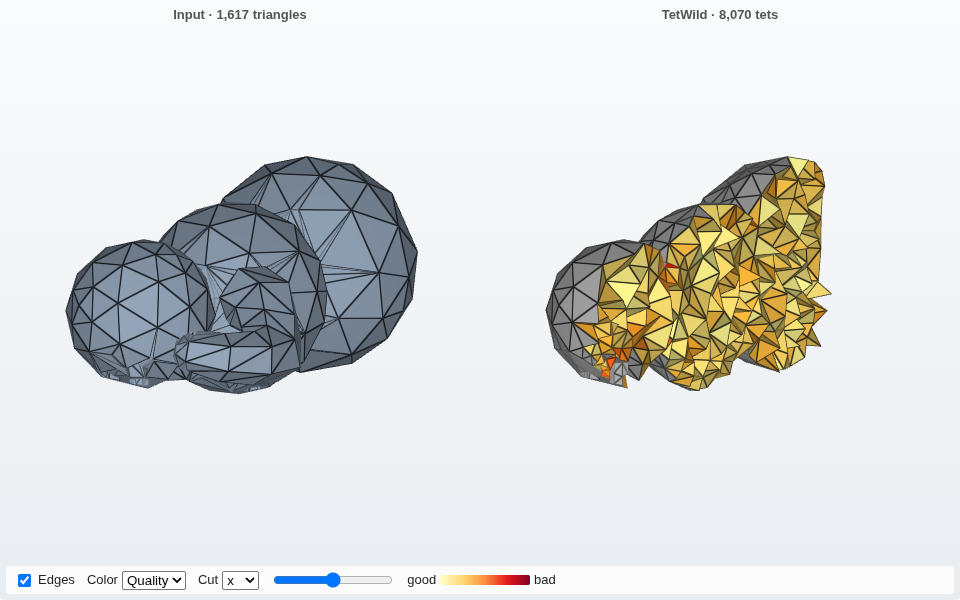 Input · 1,617 triangles
TetWild · 8,070 tets
Edges Color Quality Cut x good bad